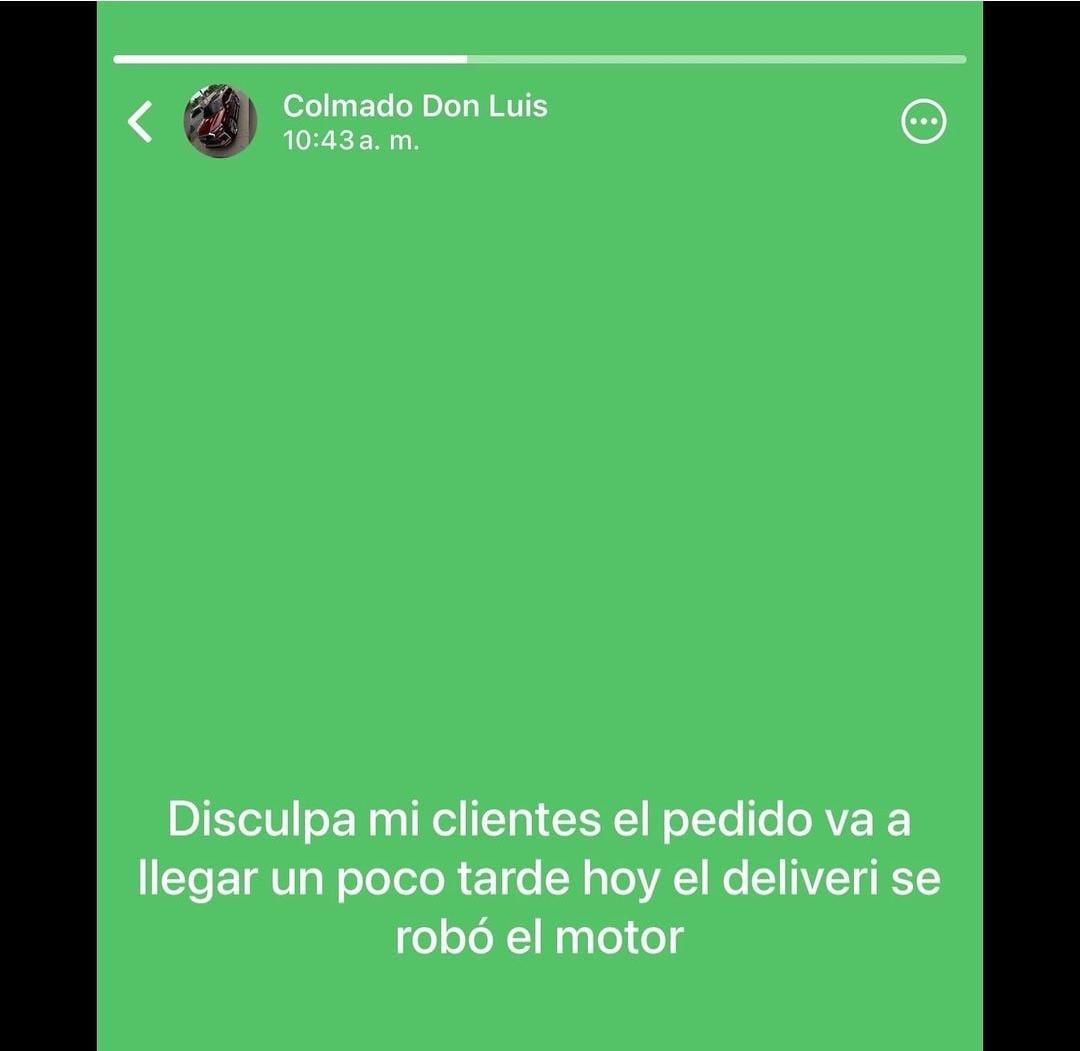 Colmado Don Luis
10:43 a. m.
Disculpa mi clientes el pedido va a
llegar un poco tarde hoy el deliveri se
robó el motor